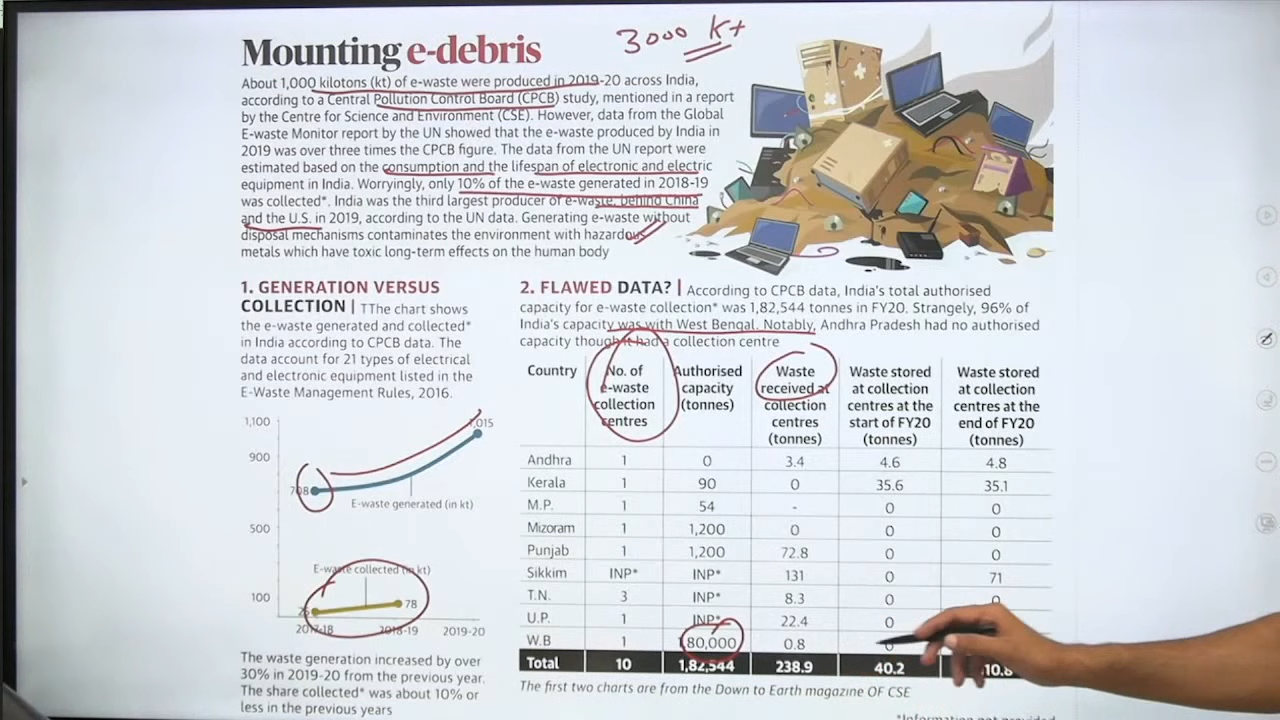 3000 Kt
Mounting e-debris
About 1,000 kilotons (kt) of e-waste were produced in 2019-20 across India,
according to a Central Pollution Control Board (CPCB) study, mentioned in a report
by the Centre for Science and Environment (CSE). However, data from the Global
E-waste Monitor report by the UN showed that the e-waste produced by India in
2019 was over three times the CPCB figure. The data from the UN report were
estimated based on the consumption and the lifespan of electronic and electric
equipment in India. Worryingly, only 10% of the e-waste generated in 2018-19
was collected*. India was the third largest producer of e-waste, behind China
and the U.S. in 2019, according to the UN data. Generating e-waste without
disposal mechanisms contaminates the environment with hazardous
metals which have toxic long-term effects on the human body
1. GENERATION VERSUS
COLLECTION | TThe chart shows
the e-waste generated and collected*
in India according to CPCB data. The
data account for 21 types of electrical
and electronic equipment listed in the
E-Waste Management Rules, 2016.
1,100
1,015
900
708
E-waste generated (in kt)
500
E-waste collected (in kt)
100
78
2017-18 2018-19 2019-20
The waste generation increased by over
30% in 2019-20 from the previous year.
The share collected* was about 10% or
less in the previous years
2. FLAWED DATA? | According to CPCB data, India's total authorised
capacity for e-waste collection* was 1,82,544 tonnes in FY20. Strangely, 96% of
India's capacity was with West Bengal. Notably, Andhra Pradesh had no authorised
capacity though it had a collection centre
Country No. of e-waste collection centres Authorised capacity (tonnes) Waste received at collection centres (tonnes) Waste stored at collection centres at the start of FY20 (tonnes) Waste stored at collection centres at the end of FY20 (tonnes)
Andhra 1 0 3.4 4.6 4.8
Kerala 1 90 0 35.6 35.1
M.P. 1 54 - 0 0
Mizoram 1 1,200 0 0 0
Punjab 1 1,200 72.8 0 0
Sikkim INP* INP* 131 0 71
T.N. 3 INP* 8.3 0 0
U.P. 1 INP* 22.4 0
W.B 1 180,000 0.8 0
Total 10 1,82,544 238.9 40.2
The first two charts are from the Down to Earth magazine OF CSE
*Information not provided